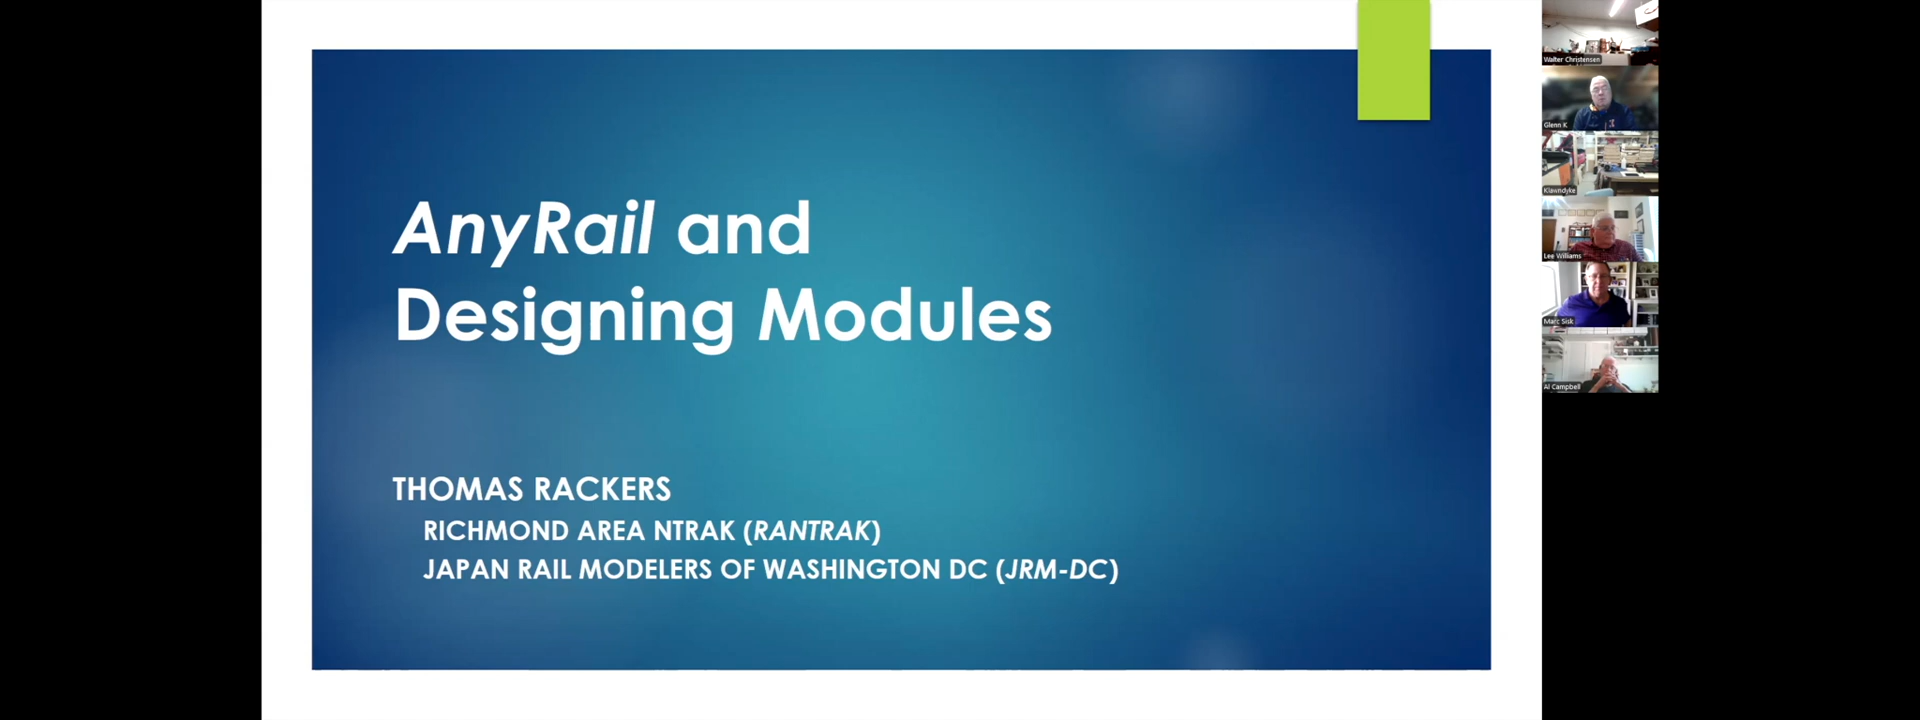 AnyRail and
Designing Modules
THOMAS RACKERS
RICHMOND AREA NTRAK (RANTRAK)
JAPAN RAIL MODELERS OF WASHINGTON DC (JRM-DC)
Walter Christensen
Glenn K
Klawndyke
Lee Williams
Marc Sisk
Al Campbell